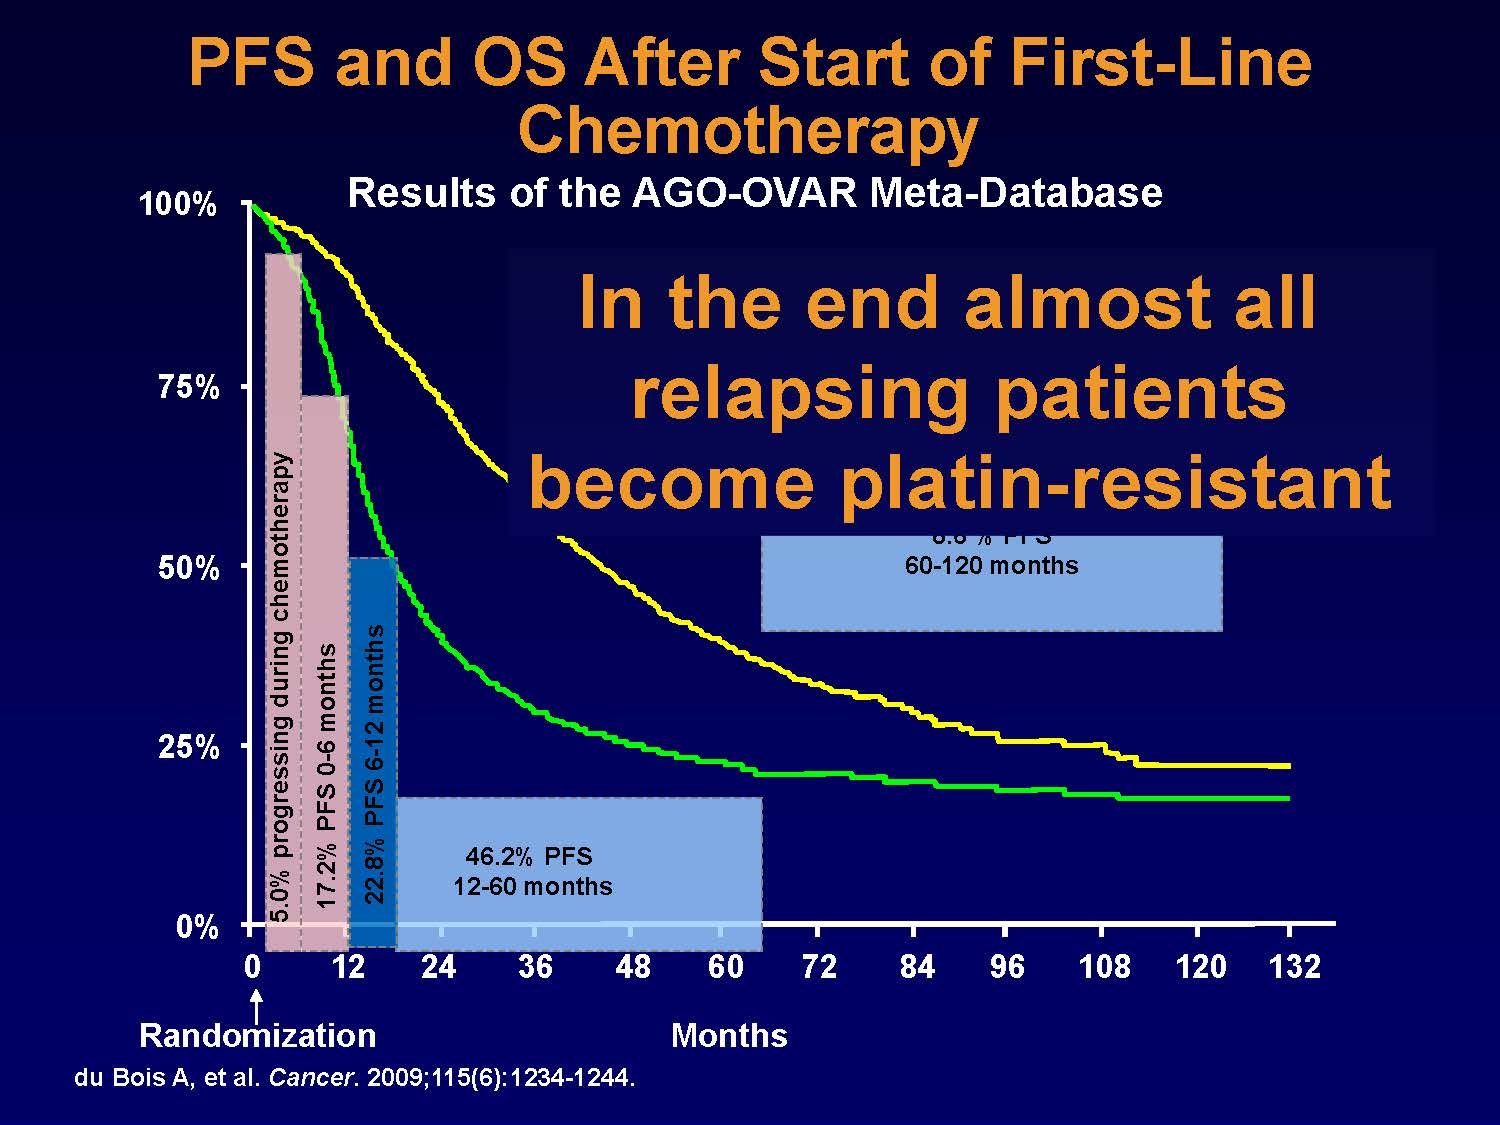 PFS and OS After Start of First-Line
Chemotherapy
Results of the AGO-OVAR Meta-Database
100%
75%
50%
25%
0%
In the end almost all
relapsing patients
become platin-resistant
PFS
60-120 months
5.0% progressing during chemotherapy
17.2% PFS 0-6 months
22.8% PFS 6-12 months
46.2% PFS
12-60 months
0 12 24 36 48 60 72 84 96 108 120 132
Randomization
Months
du Bois A, et al. Cancer. 2009;115(6):1234-1244.